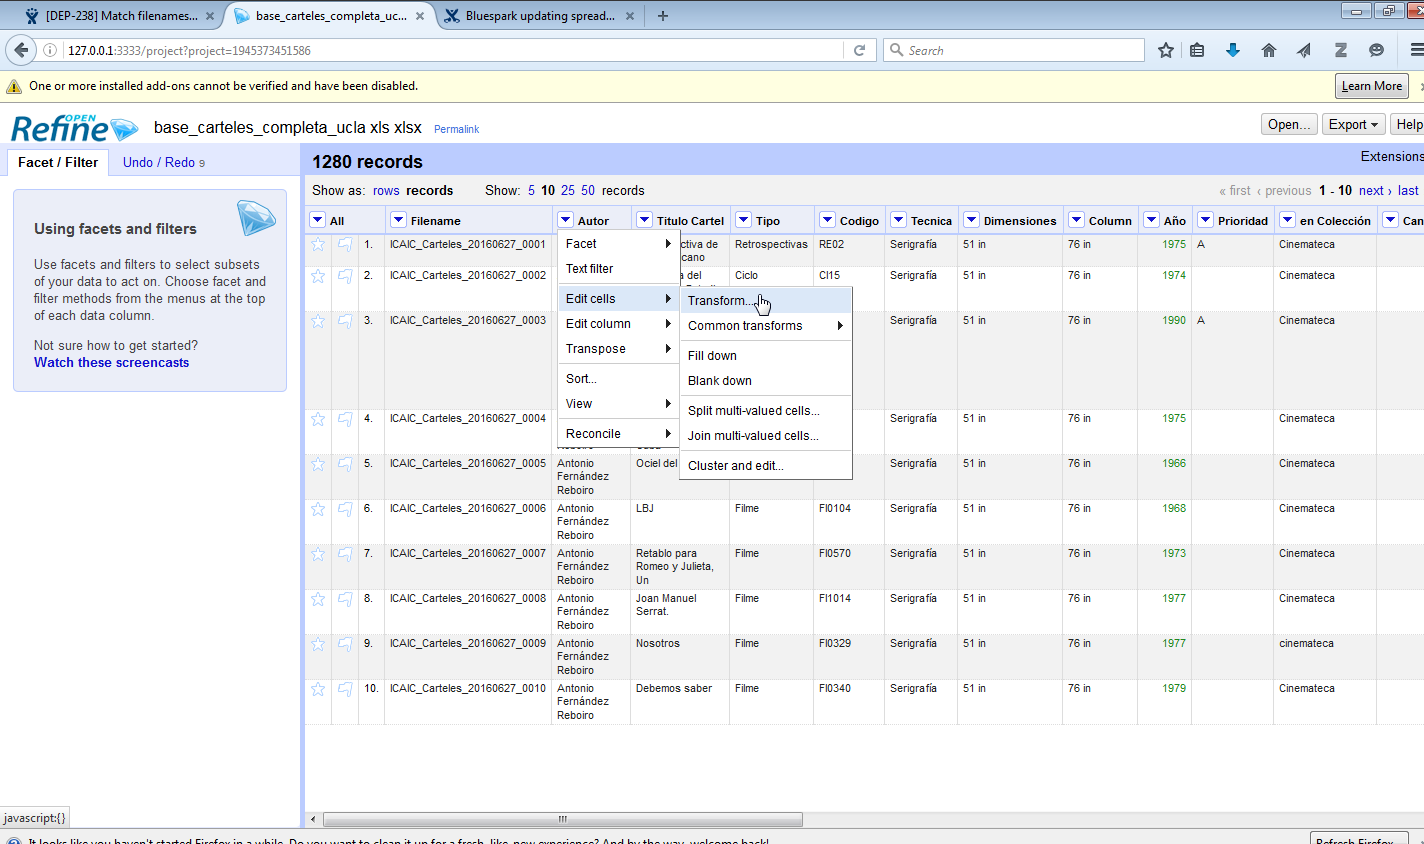 [DEP-238] Match filenames...
base_carteles_completa_uc...
Bluespark updating spread...
127.0.0.1:3333/project?project=1945373451586
Search
One or more installed add-ons cannot be verified and have been disabled.
Learn More
OPEN
Refine
base_carteles_completa_ucla xls xlsx
Permalink
Open...
Export
Help
Facet / Filter
Undo / Redo 9
1280 records
Extensions
Using facets and filters
Use facets and filters to select subsets
of your data to act on. Choose facet and
filter methods from the menus at the top
of each data column.
Not sure how to get started?
Watch these screencasts
Show as: rows records
Show: 5 10 25 50 records
« first ‹ previous 1 - 10 next › last
All Filename Autor Titulo Cartel Tipo Codigo Tecnica Dimensiones Column Año Prioridad en Colección Can
1. ICAIC_Carteles_20160627_0001 ctiva de Retrospectivas RE02 Serigrafía 51 in 76 in 1975 A Cinemateca
cano
2. ICAIC_Carteles_20160627_0002 a del Ciclo CI15 Serigrafía 51 in 76 in 1974 Cinemateca
3. ICAIC_Carteles_20160627_0003 Serigrafía 51 in 76 in 1990 A Cinemateca
4. ICAIC_Carteles_20160627_0004 Serigrafía 51 in 76 in 1975 Cinemateca
5. ICAIC_Carteles_20160627_0005 Antonio Ociel del Serigrafía 51 in 76 in 1966 Cinemateca
Fernández
Reboiro
6. ICAIC_Carteles_20160627_0006 Antonio LBJ Filme FI0104 Serigrafía 51 in 76 in 1968 Cinemateca
Fernández
Reboiro
7. ICAIC_Carteles_20160627_0007 Antonio Retablo para Filme FI0570 Serigrafía 51 in 76 in 1973 Cinemateca
Fernández Romeo y Julieta,
Reboiro Un
8. ICAIC_Carteles_20160627_0008 Antonio Joan Manuel Filme FI1014 Serigrafía 51 in 76 in 1977 Cinemateca
Fernández Serrat.
Reboiro
9. ICAIC_Carteles_20160627_0009 Antonio Nosotros Filme FI0329 Serigrafía 51 in 76 in 1977 cinemateca
Fernández
Reboiro
10. ICAIC_Carteles_20160627_0010 Antonio Debemos saber Filme FI0340 Serigrafía 51 in 76 in 1979 Cinemateca
Fernández
Reboiro
Facet
Text filter
Edit cells
Edit column
Transpose
Sort...
View
Reconcile
Transform...
Common transforms
Fill down
Blank down
Split multi-valued cells...
Join multi-valued cells...
Cluster and edit...
javascript:{}
It looks like you haven't started Firefox in a while. Do you want to clean it up for a fresh, like-new experience? And by the way, welcome back!
Refresh Firefox...